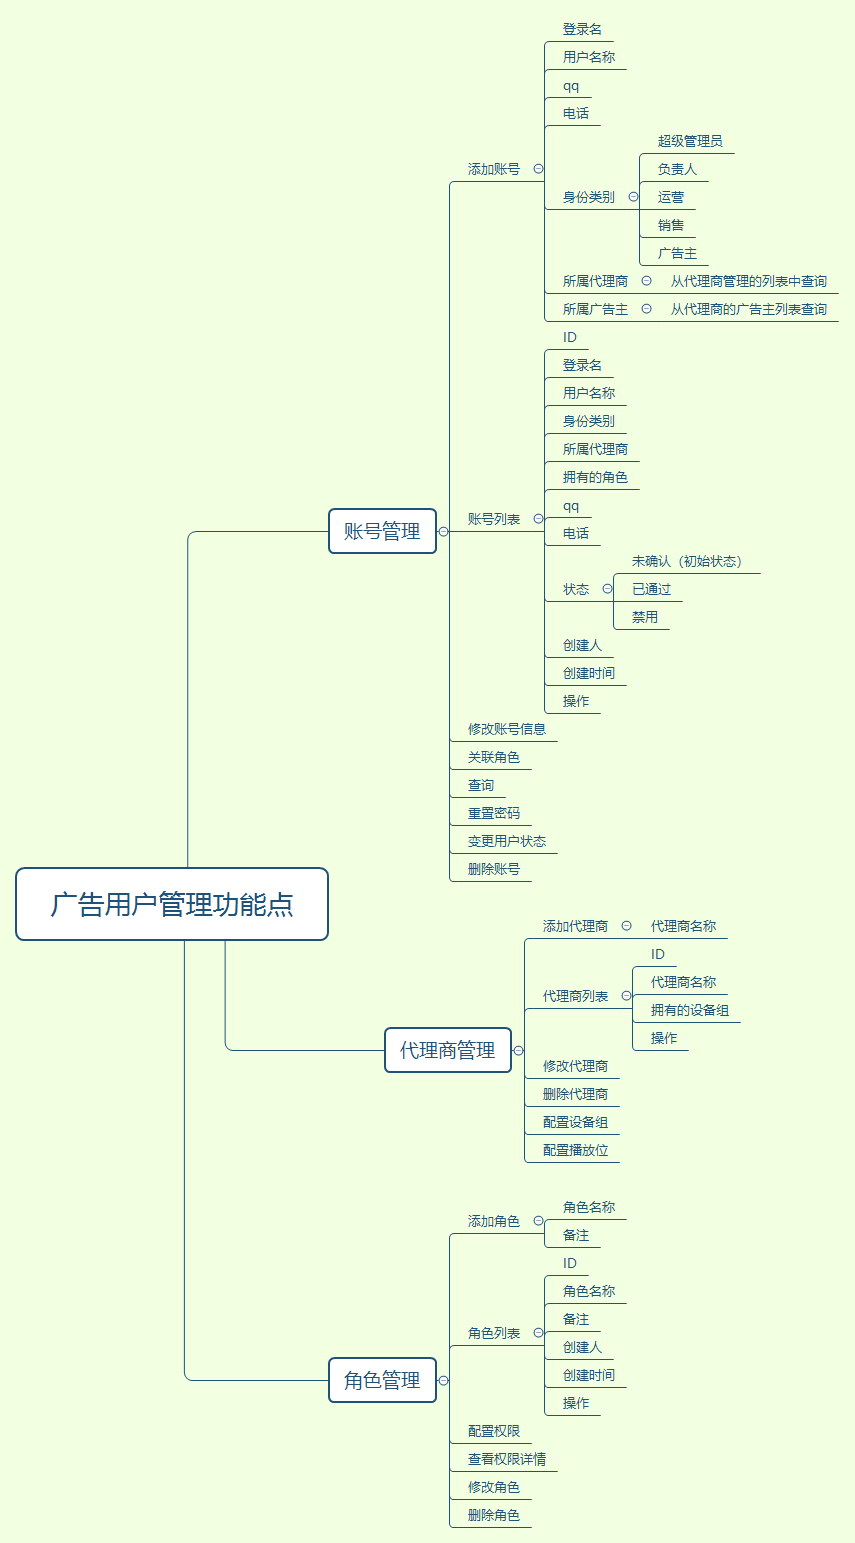 登录名
用户名称
qq
电话
超级管理员
负责人
添加账号
身份类别
运营
销售
广告主
所属代理商
从代理商管理的列表中查询
所属广告主
从代理商的广告主列表查询
ID
登录名
用户名称
身份类别
所属代理商
拥有的角色
qq
账号管理
账号列表
电话
未确认（初始状态）
状态
已通过
禁用
创建人
创建时间
操作
修改账号信息
关联角色
查询
重置密码
变更用户状态
删除账号
广告用户管理功能点
添加代理商
代理商名称
ID
代理商名称
代理商列表
拥有的设备组
操作
代理商管理
修改代理商
删除代理商
配置设备组
配置播放位
角色名称
添加角色
备注
ID
角色名称
备注
角色列表
创建人
创建时间
角色管理
操作
配置权限
查看权限详情
修改角色
删除角色